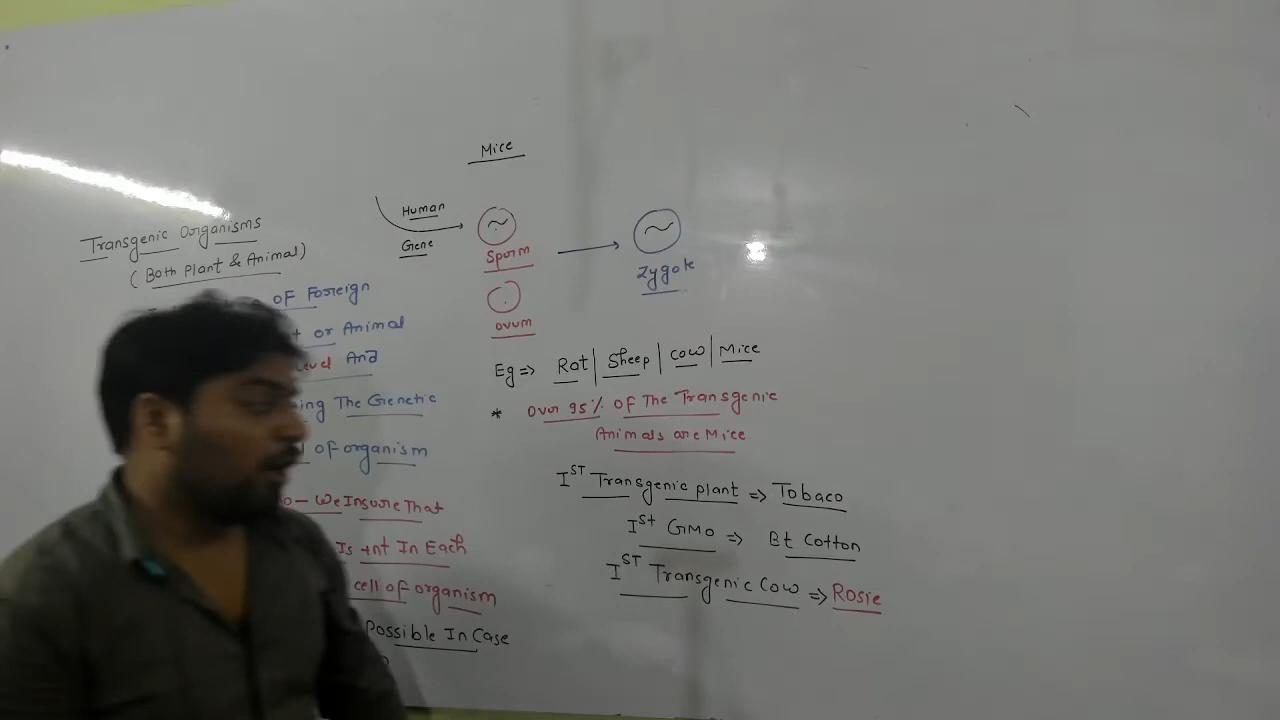 Transgenic Organisms
(Both Plant & Animal)
of Foreign
or Animal
Level And
The Genetic
of organism
We Insure That
Is +nt In Each
cell of organism
Possible In Case
Mice
Human
Gene
Sperm
ovum
Zygote
Eg => Rat | Sheep | Cow | Mice
* Over 95% Of The Transgenic
Animals are Mice
IST Transgenic plant => Tobaco
Ist GMO => Bt Cotton
IST Transgenic Cow => Rosie